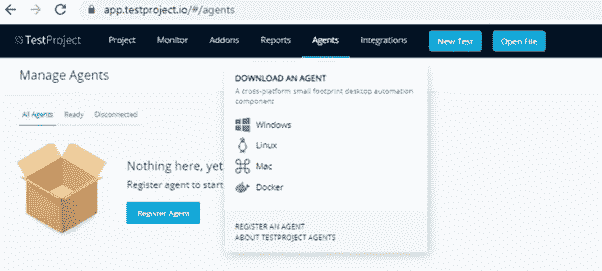 app.testproject.io/#/agents
TestProject Project Monitor Addons Reports Agents Integrations New Test Open File
Manage Agents
All Agents Ready Disconnected
Nothing here, yet
Register agent to start
Register Agent
DOWNLOAD AN AGENT
A cross-platform small footprint desktop automation
component
Windows
Linux
Mac
Docker
REGISTER AN AGENT
ABOUT TESTPROJECT AGENTS